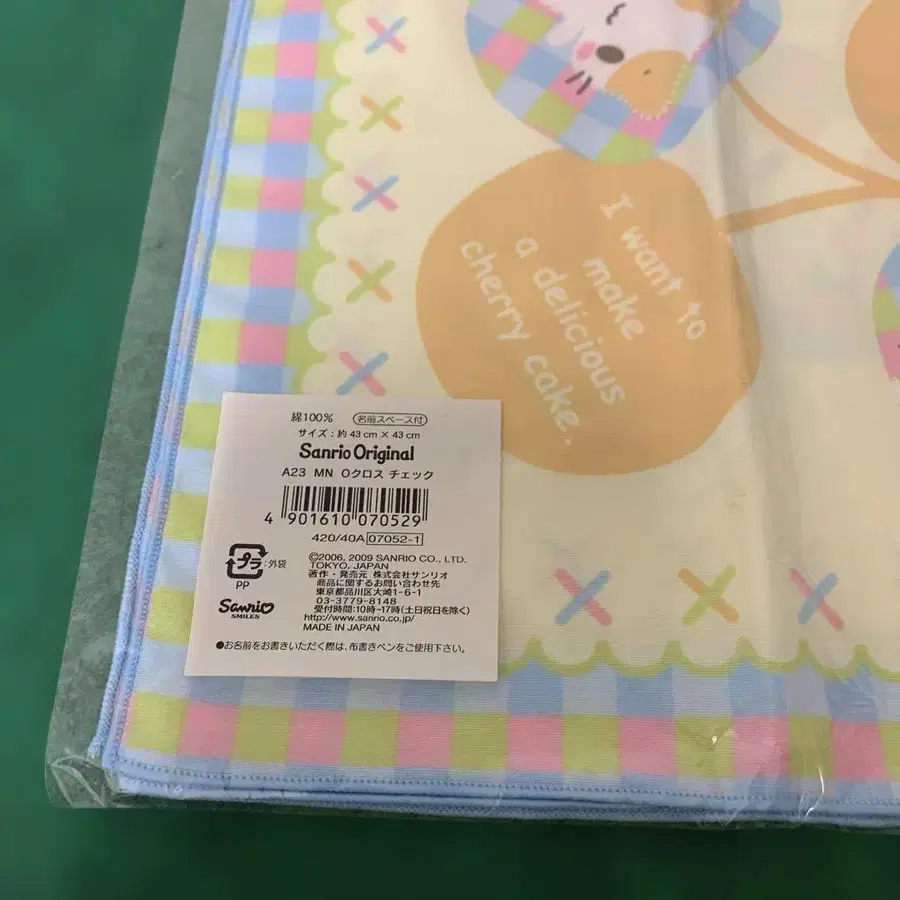 I want to
make
a delicious
cherry cake.
綿100% 名前スペース付
サイズ:約 43 cm × 43 cm
Sanrio Original
A23 MN Oクロス チェック
4 901610 070529
420/40A 07052-1
プラ :外袋
PP
Sanrio
SMILES
©2006, 2009 SANRIO CO., LTD.
TOKYO, JAPAN
著作・発売元 株式会社サンリオ
商品に関するお問い合わせ先
東京都品川区大崎1-6-1
03-3779-8148
受付時間:10時~17時(土日祝日を除く)
http://www.sanrio.co.jp/
MADE IN JAPAN
●お名前をお書きいただく際は、布書きペンをご使用下さい。